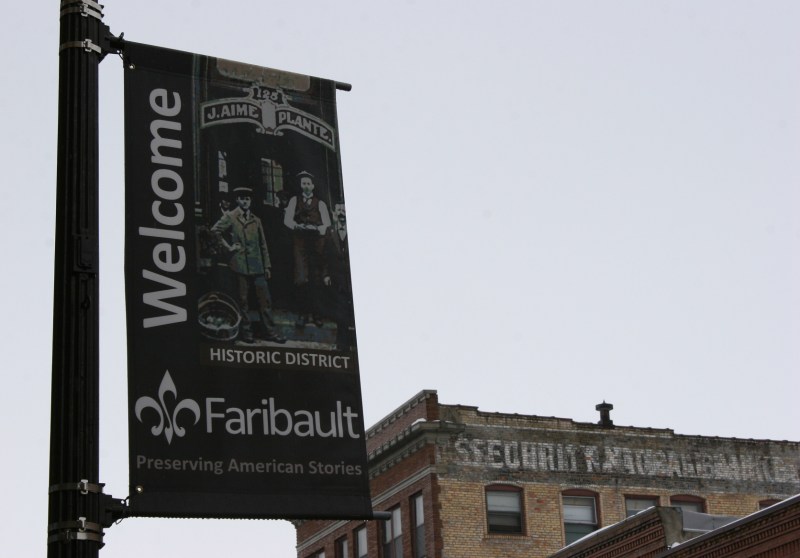 Welcome
125
J. AIME PLANTE.
HISTORIC DISTRICT
Faribault
Preserving American Stories